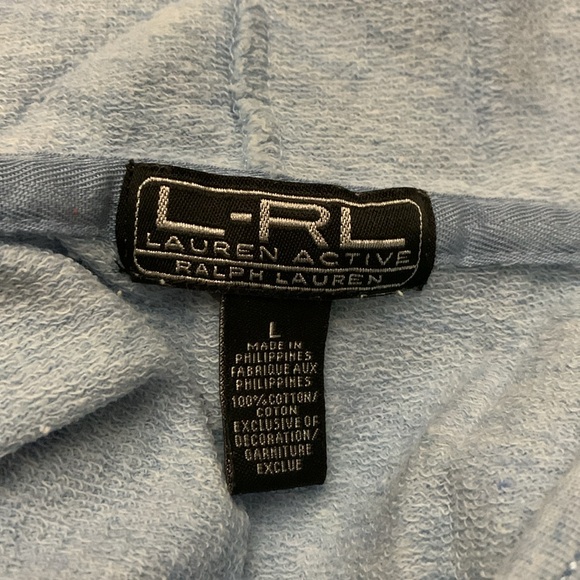 L-RL
LAUREN ACTIVE
RALPH LAUREN
L
MADE IN
PHILIPPINES
FABRIQUE AUX
PHILIPPINES
100% COTTON/
COTON
EXCLUSIVE OF
DECORATION/
GARNITURE
EXCLUE